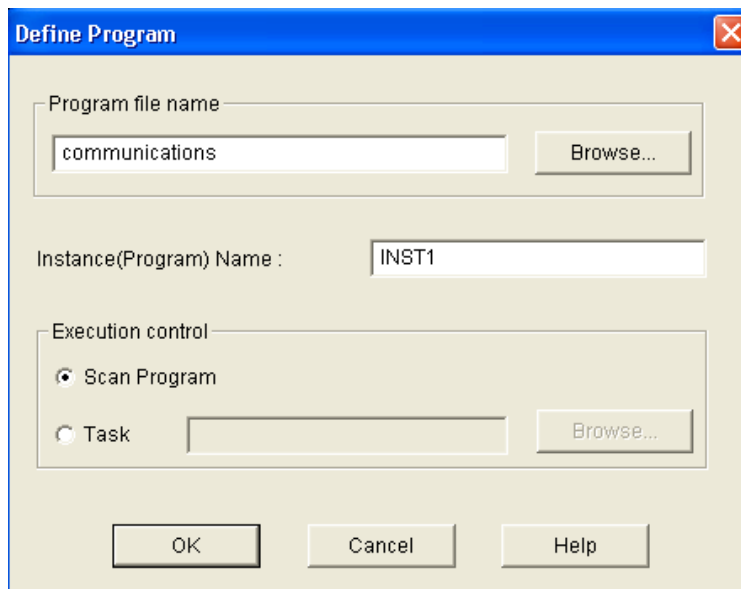 Define Program
Program file name
communications
Browse...
Instance(Program) Name :
INST1
Execution control
Scan Program
Task
Browse...
OK
Cancel
Help